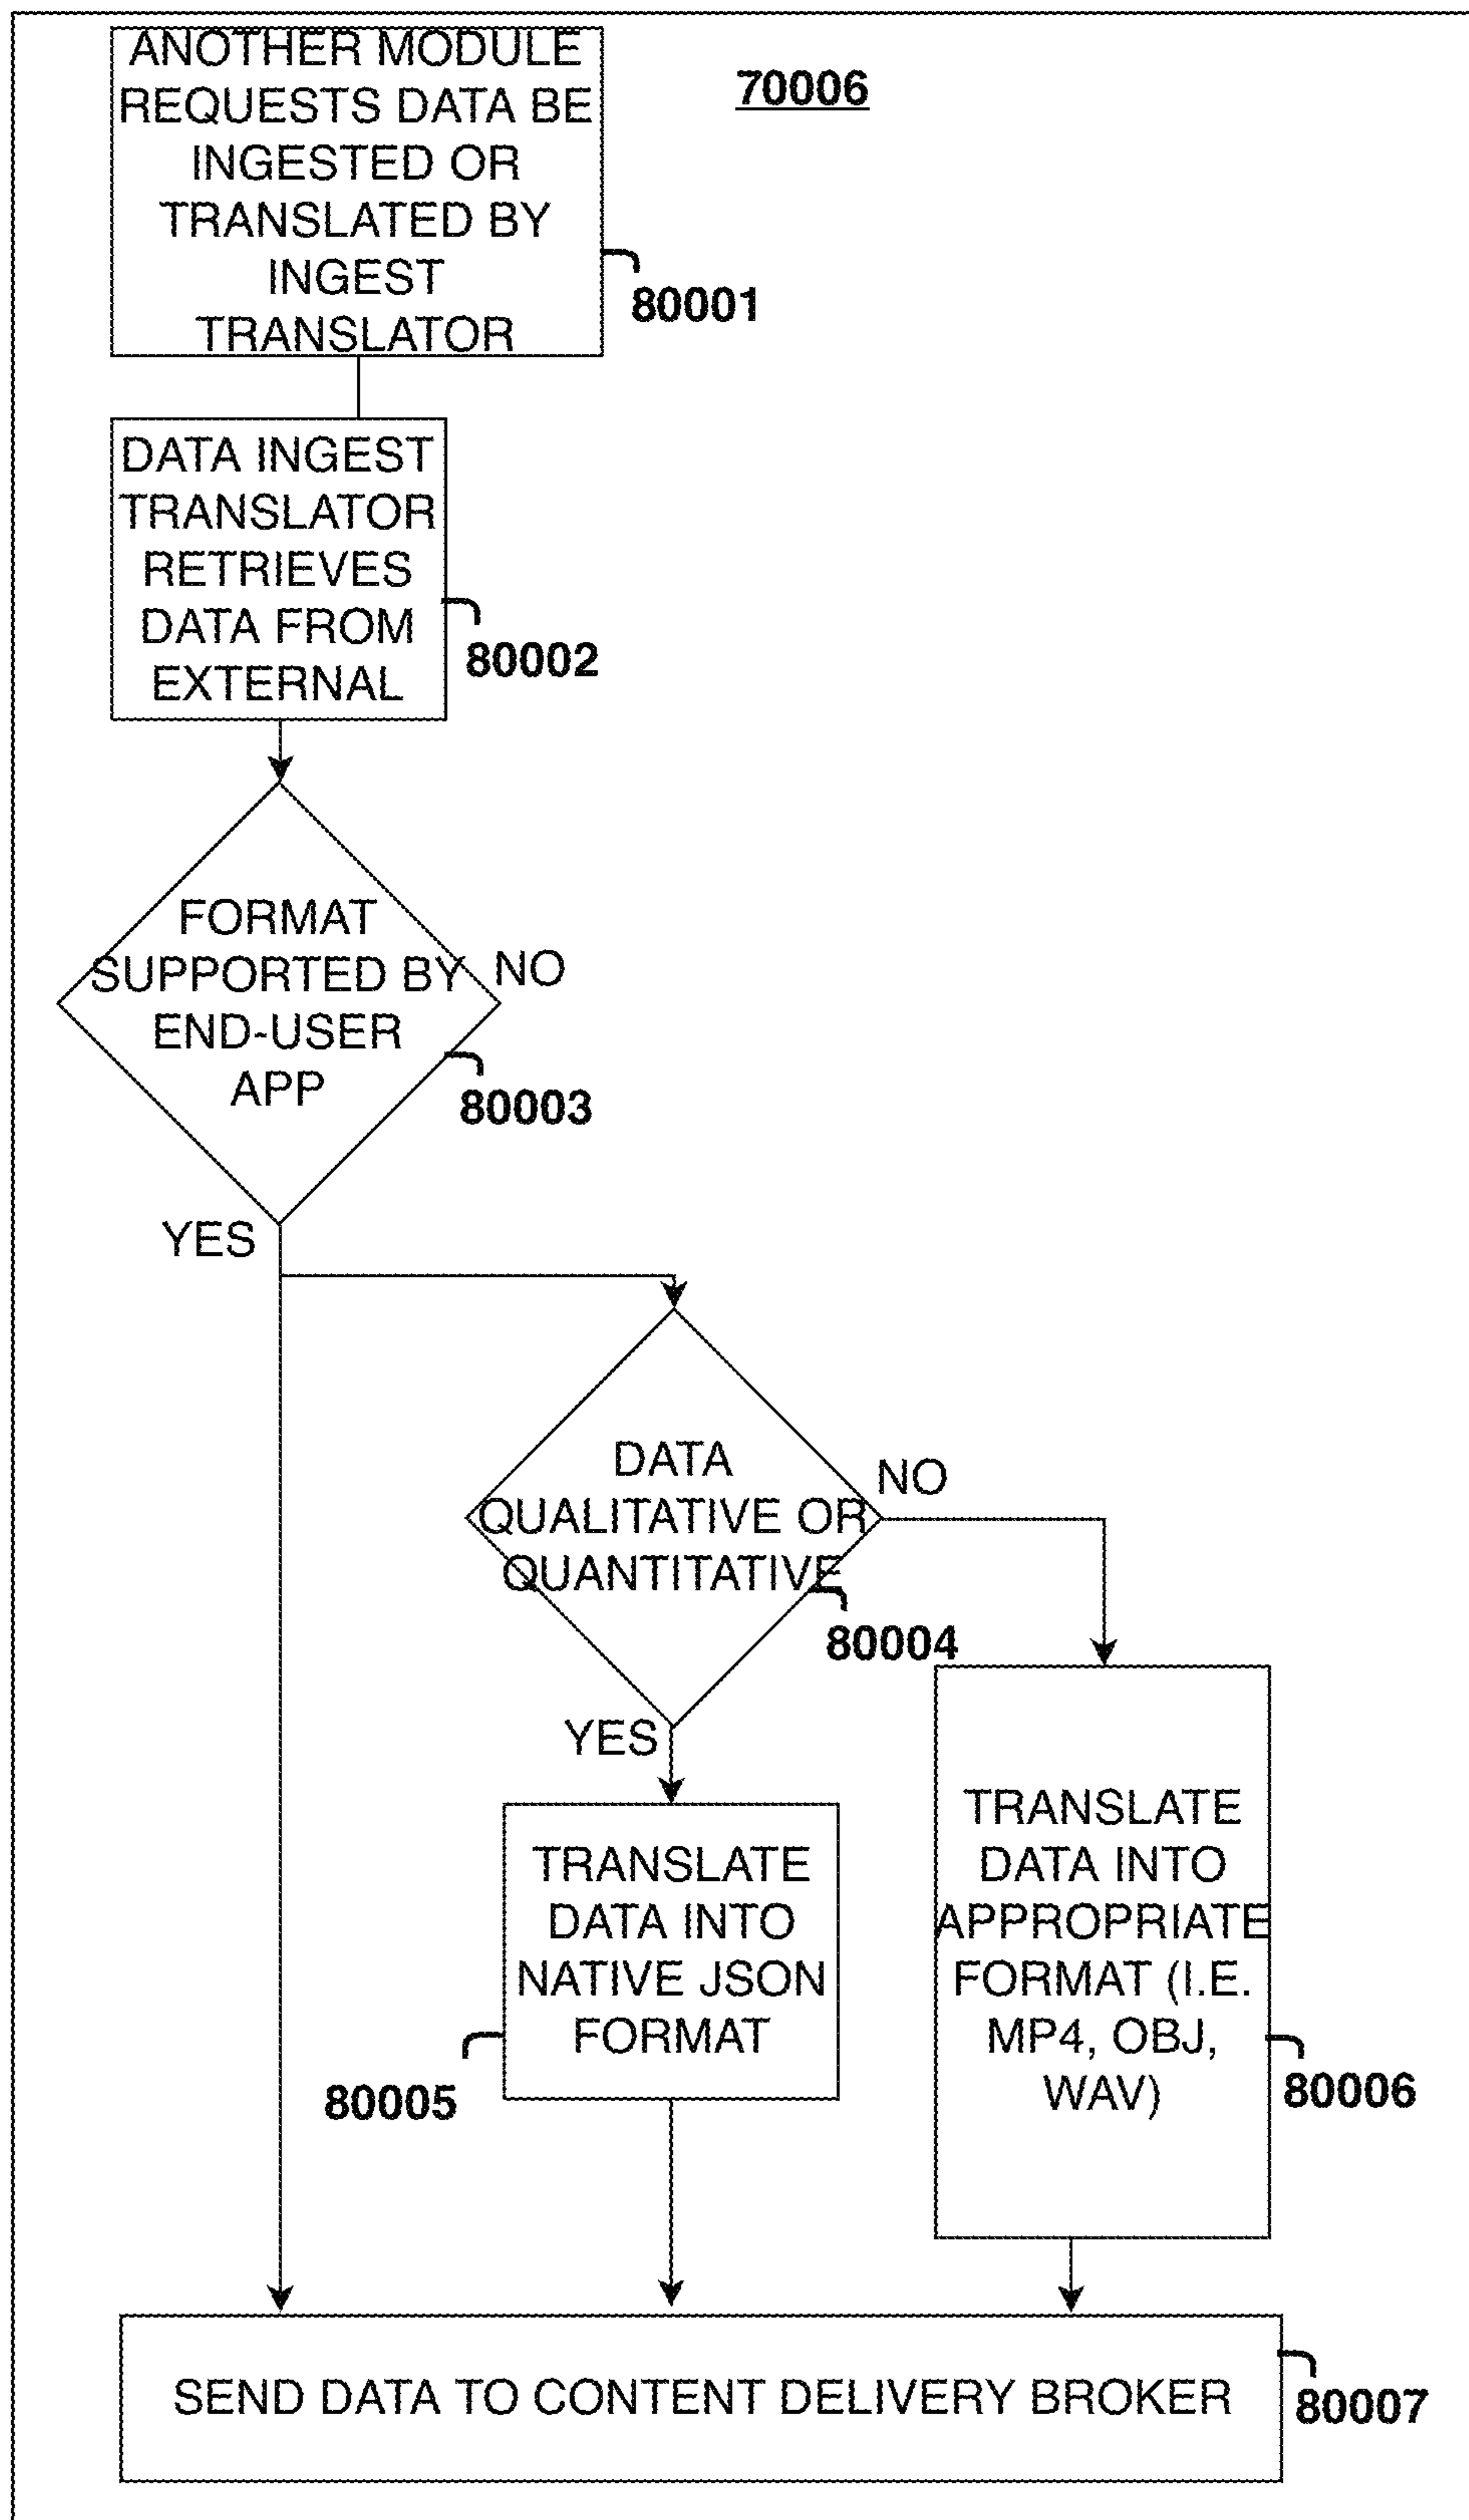 ANOTHER MODULE
REQUESTS DATA BE
INGESTED OR
TRANSLATED BY
INGEST
TRANSLATOR
70006
80001
DATA INGEST
TRANSLATOR
RETRIEVES
DATA FROM
EXTERNAL
80002
FORMAT
SUPPORTED BY
END-USER
APP
NO
80003
YES
DATA
QUALITATIVE OR
QUANTITATIVE
NO
80004
YES
TRANSLATE
DATA INTO
NATIVE JSON
FORMAT
80005
TRANSLATE
DATA INTO
APPROPRIATE
FORMAT (I.E.
MP4, OBJ,
WAV)
80006
SEND DATA TO CONTENT DELIVERY BROKER
80007